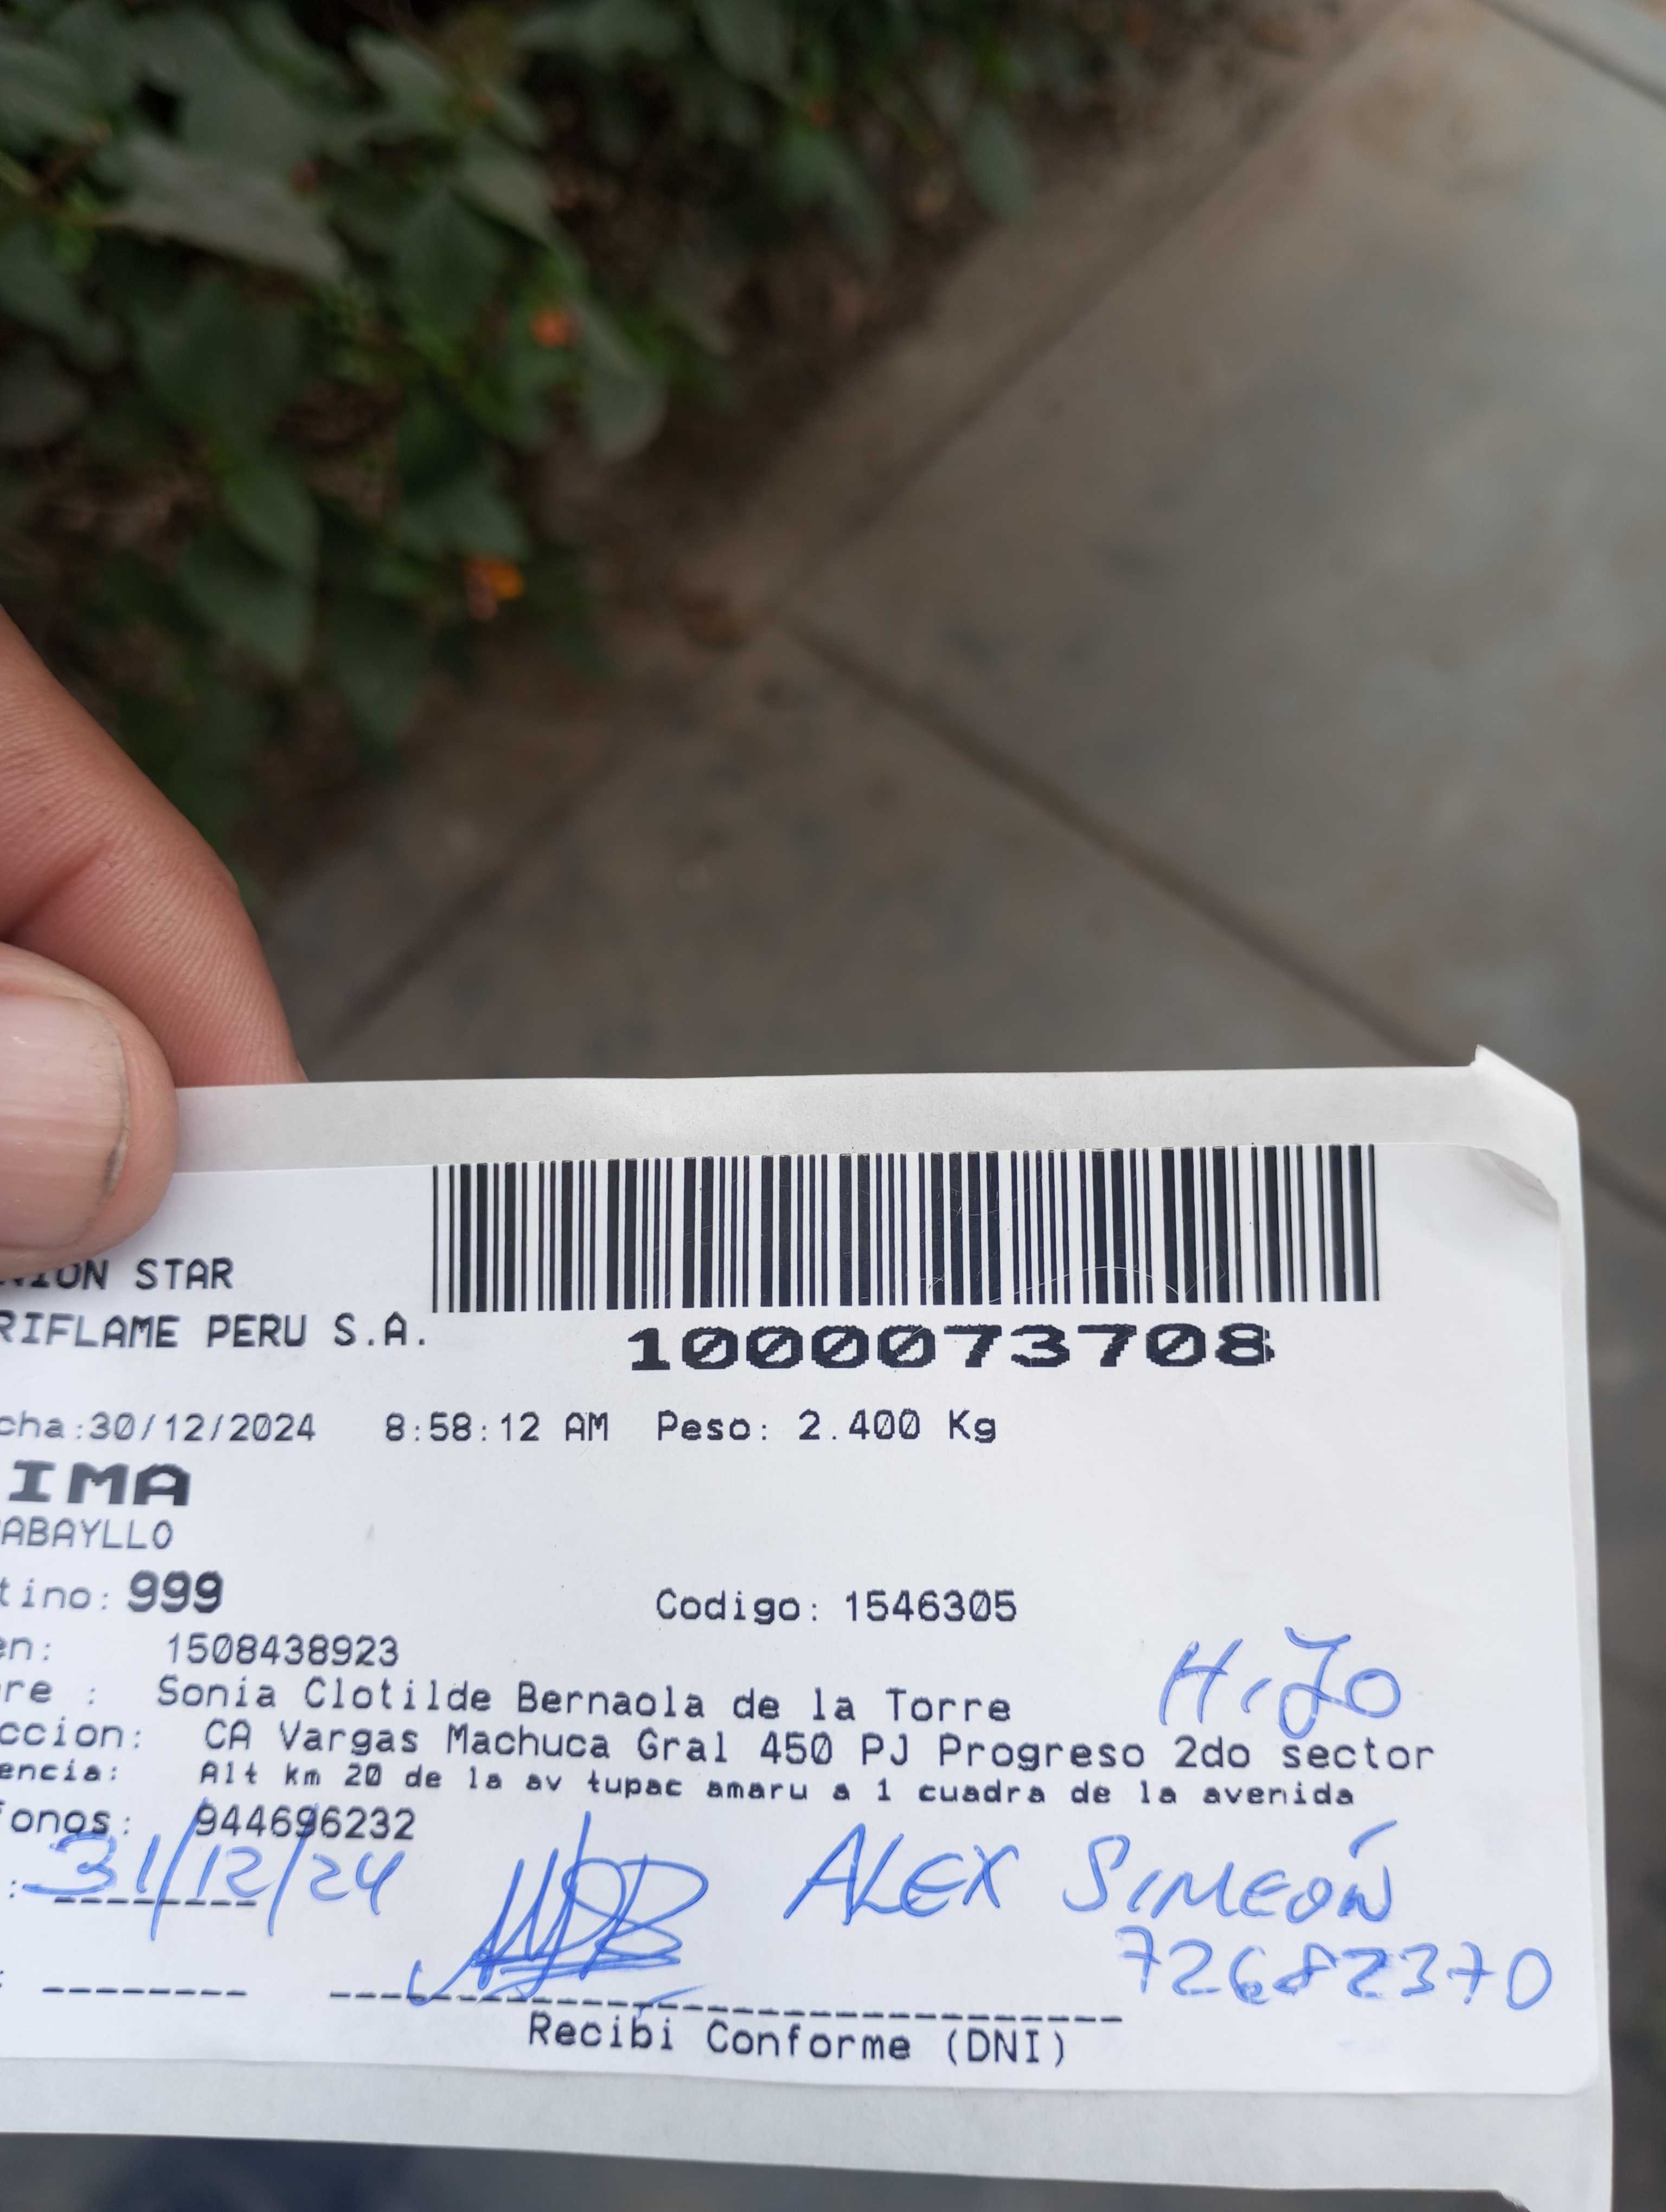 NION STAR
RIFLAME PERU S.A.
1000073708
cha:30/12/2024 8:58:12 AM Peso: 2.400 Kg
IMA
ABAYLLO
tino: 999 Codigo: 1546305
en: 1508438923
re : Sonia Clotilde Bernaola de la Torre HIJO
ccion: CA Vargas Machuca Gral 450 PJ Progreso 2do sector
encia: Alt km 20 de la av tupac amaru a 1 cuadra de la avenida
fonos: 944696232
: 31/12/24 ALEX SIMEÓN
72682370
Recibi Conforme (DNI)